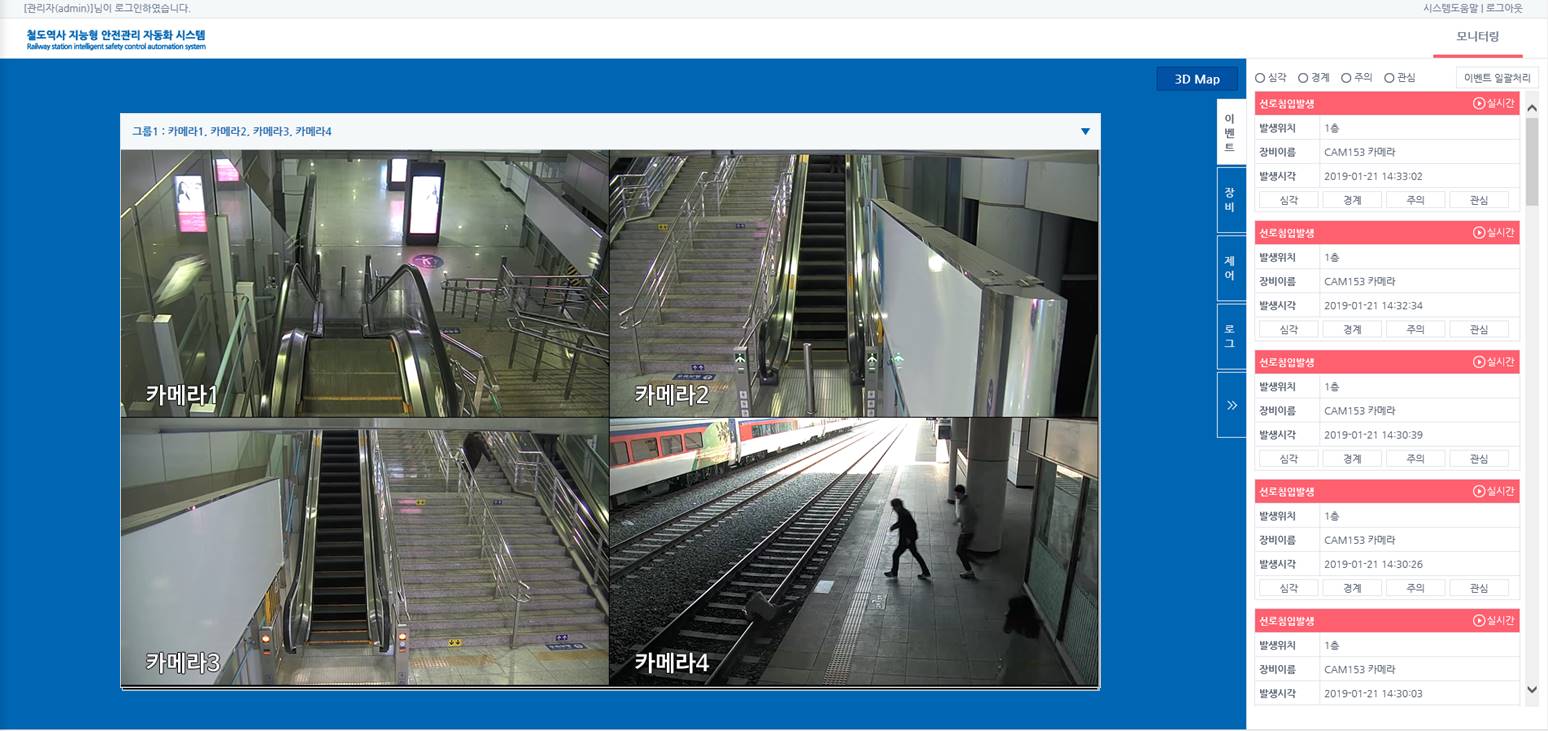 [관리자(admin)]님이 로그인하였습니다.
시스템도움말 | 로그아웃
철도역사 지능형 안전관리 자동화 시스템
Railway station intelligent safety control automation system
모니터링
3D Map
심각 경계 주의 관심
이벤트 일괄처리
그룹1 : 카메라1, 카메라2, 카메라3, 카메라4
카메라1
카메라2
카메라3
카메라4
이벤트
장비
제어
로그
선로침입발생 실시간
발생위치 1층
장비이름 CAM153 카메라
발생시각 2019-01-21 14:33:02
심각 경계 주의 관심
선로침입발생 실시간
발생위치 1층
장비이름 CAM153 카메라
발생시각 2019-01-21 14:32:34
심각 경계 주의 관심
선로침입발생 실시간
발생위치 1층
장비이름 CAM153 카메라
발생시각 2019-01-21 14:30:39
심각 경계 주의 관심
선로침입발생 실시간
발생위치 1층
장비이름 CAM153 카메라
발생시각 2019-01-21 14:30:26
심각 경계 주의 관심
선로침입발생 실시간
발생위치 1층
장비이름 CAM153 카메라
발생시각 2019-01-21 14:30:03